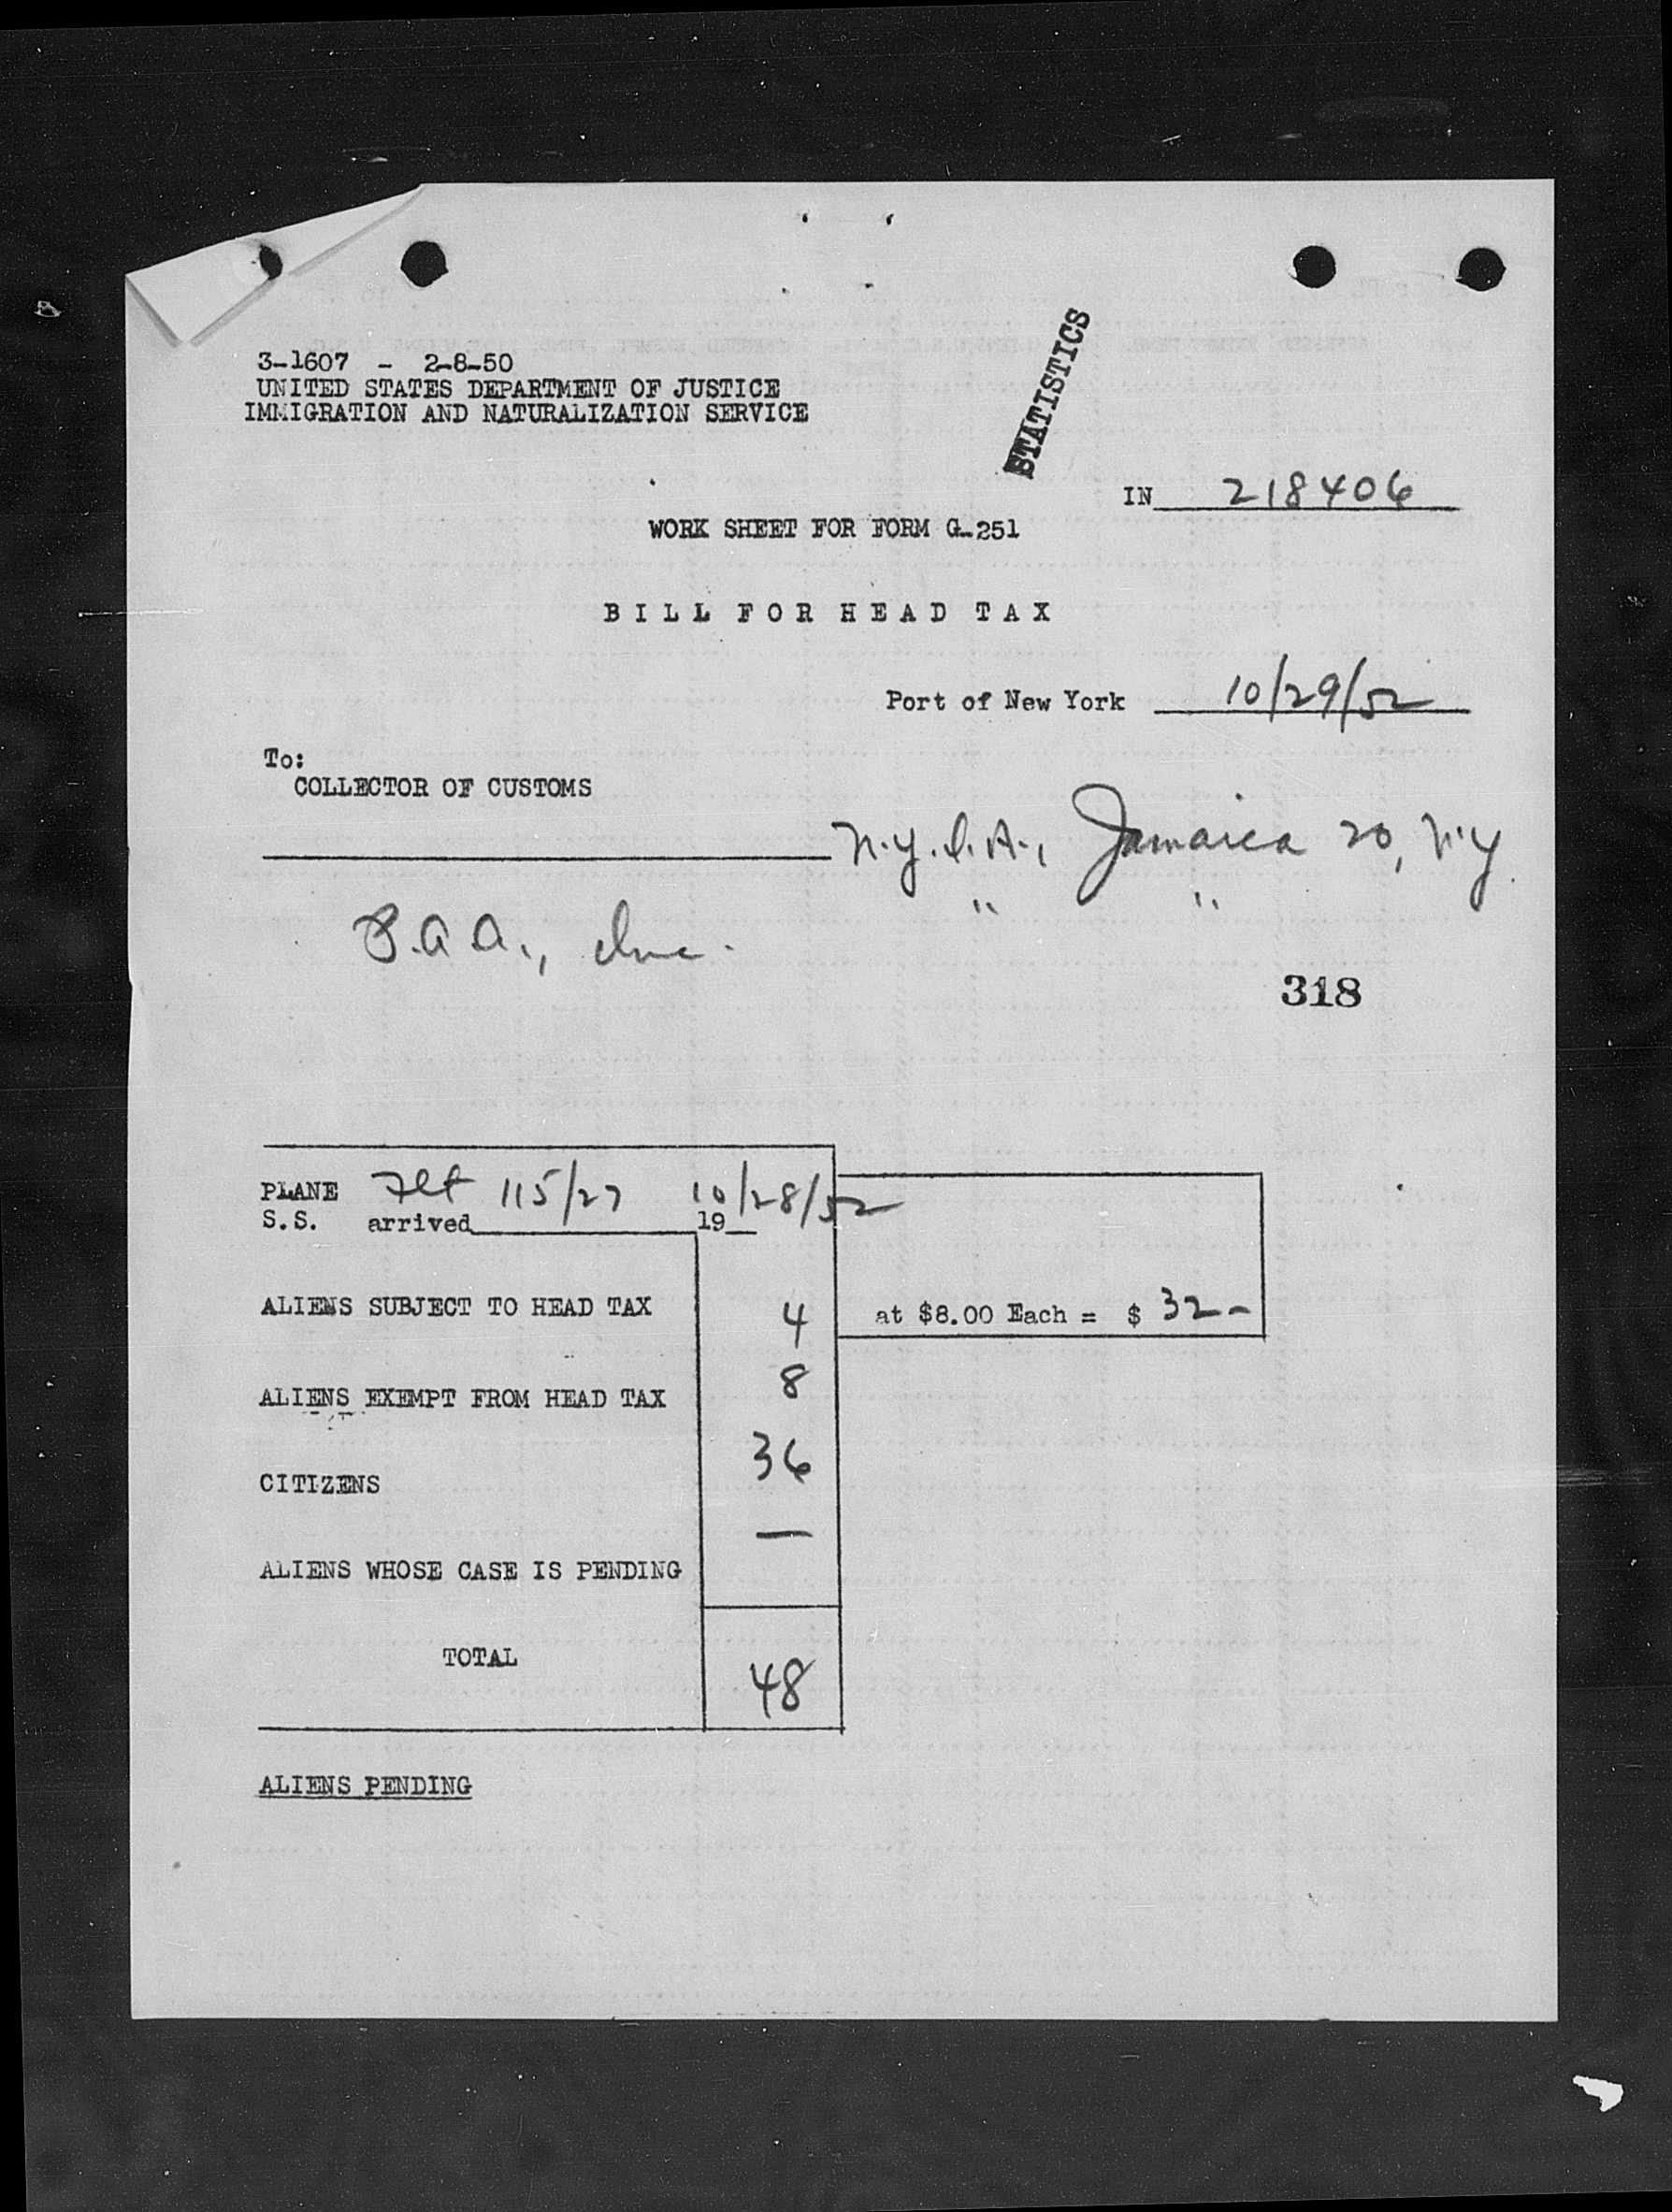 3-1607 - 2-8-50
UNITED STATES DEPARTMENT OF JUSTICE
IMMIGRATION AND NATURALIZATION SERVICE
STATISTICS
IN 218406
WORK SHEET FOR FORM G-251
BILL FOR HEAD TAX
Port of New York 10/29/52
To:
COLLECTOR OF CUSTOMS
N.Y.I.A., Jamaica 20, N.Y.
" "
P.A.A., Inc.
318
PLANE Flt 115/27 10/28/52
S.S. arrived 19
ALIENS SUBJECT TO HEAD TAX 4 at $8.00 Each = $ 32-
ALIENS EXEMPT FROM HEAD TAX 8
CITIZENS 36
ALIENS WHOSE CASE IS PENDING —
TOTAL 48
ALIENS PENDING